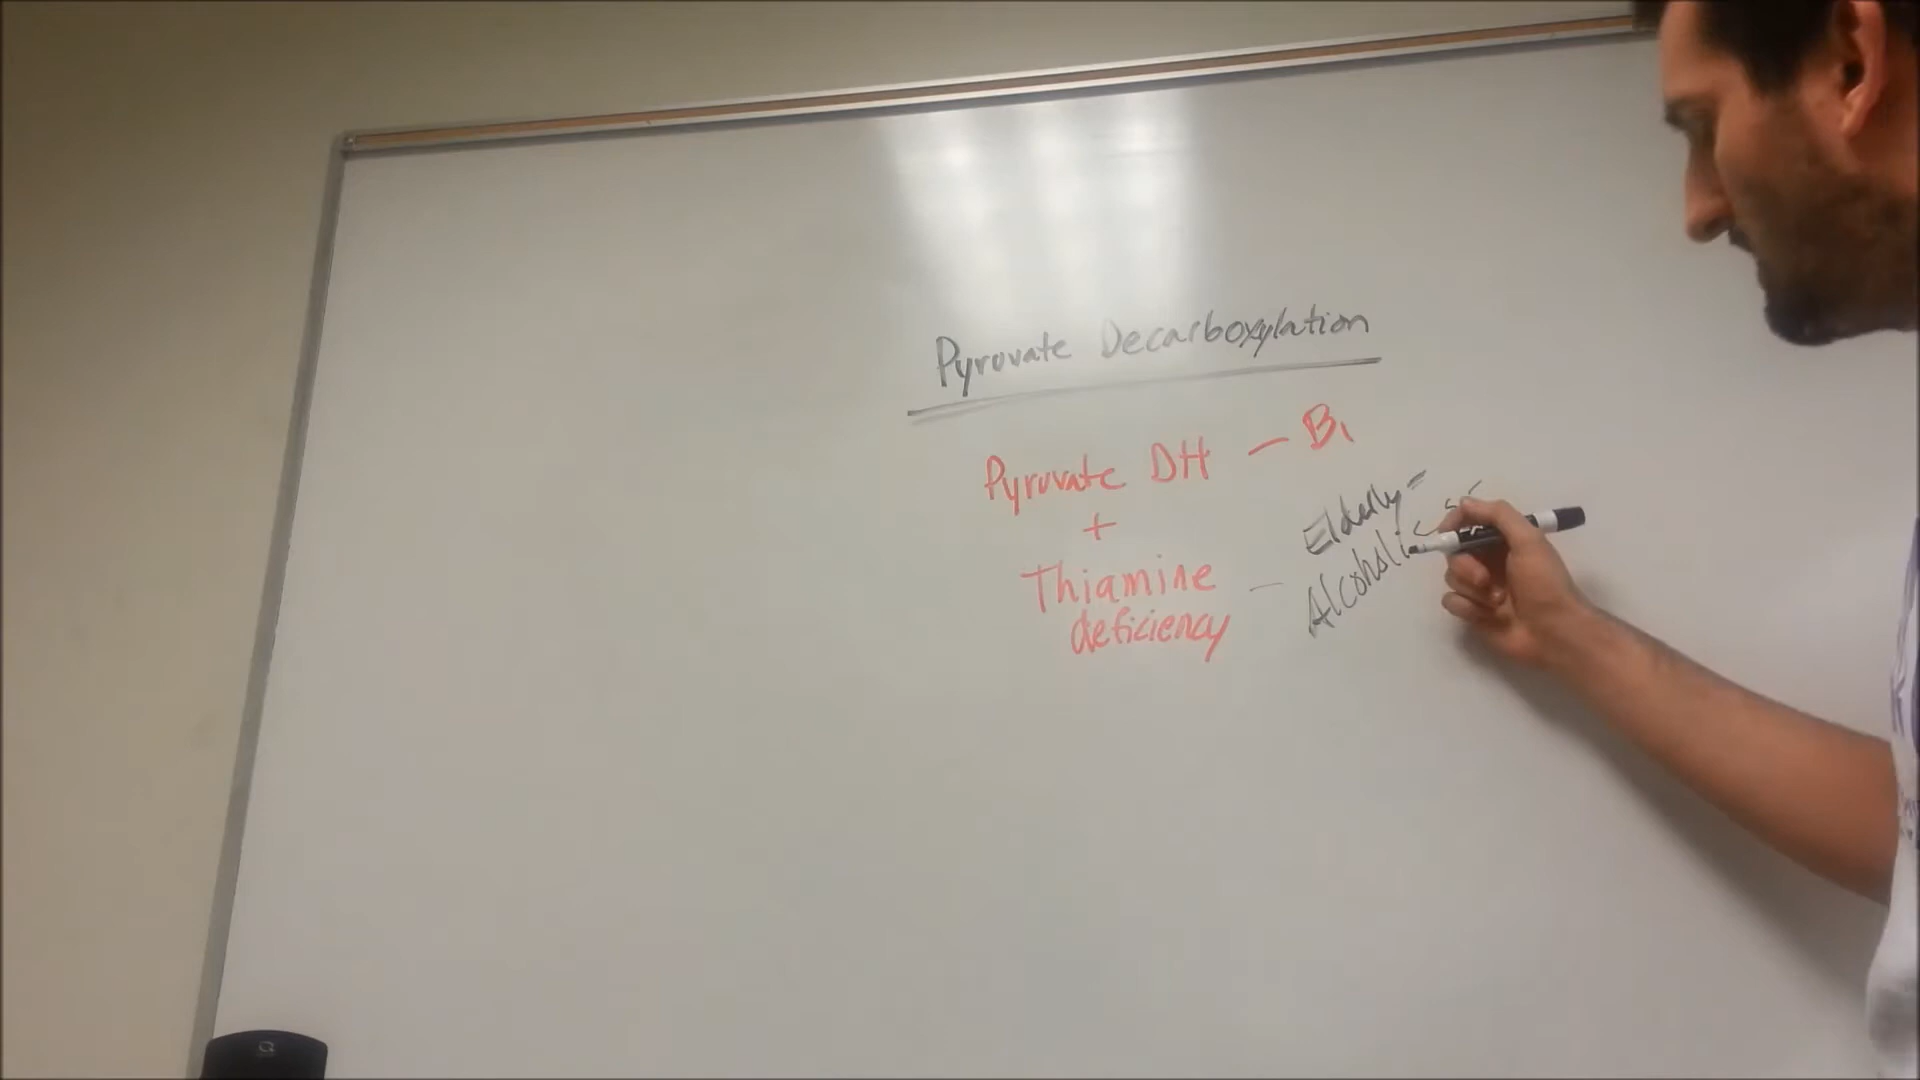 Pyruvate Decarboxylation
Pyruvate DH — B1
+
Thiamine — Elderly -
deficiency Alcoholic